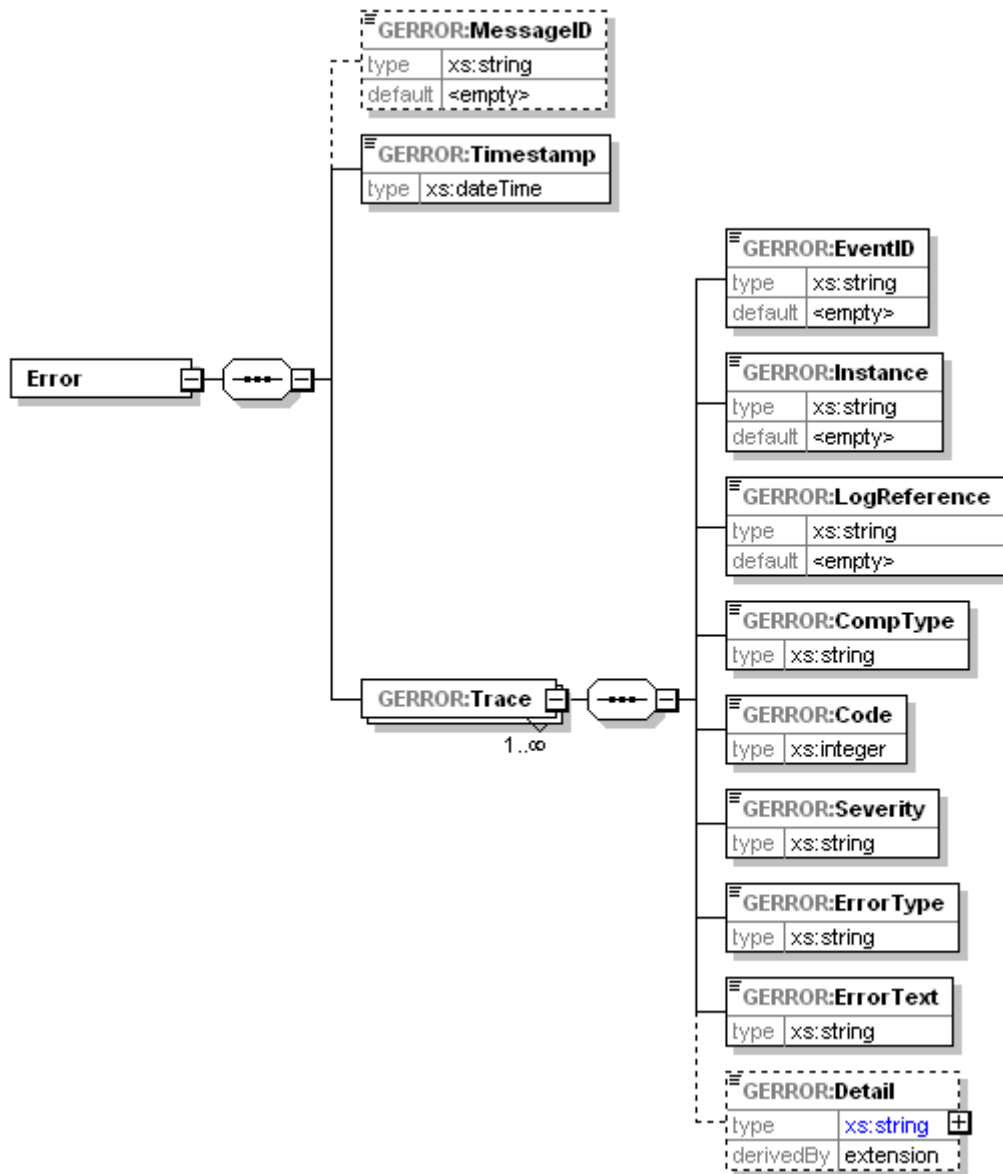 GERROR:MessageID
type xs:string
default <empty>
GERROR:Timestamp
type xs:dateTime
GERROR:EventID
type xs:string
default <empty>
Error
GERROR:Instance
type xs:string
default <empty>
GERROR:LogReference
type xs:string
default <empty>
GERROR:CompType
type xs:string
GERROR:Trace
1..∞
GERROR:Code
type xs:integer
GERROR:Severity
type xs:string
GERROR:ErrorType
type xs:string
GERROR:ErrorText
type xs:string
GERROR:Detail
type xs:string
derivedBy extension